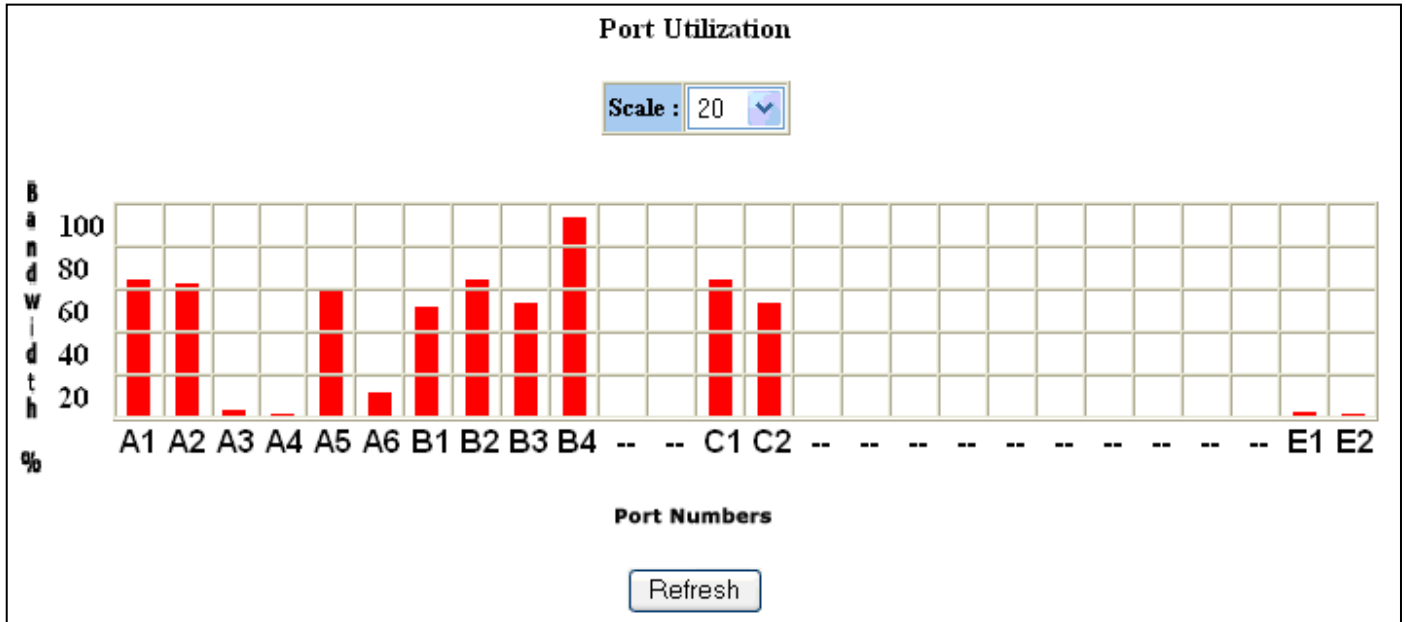 Port Utilization
Scale : 20
Bandwidth %
100
80
60
40
20
A1 A2 A3 A4 A5 A6 B1 B2 B3 B4 -- -- C1 C2 -- -- -- -- -- -- -- -- -- -- E1 E2
Port Numbers
Refresh